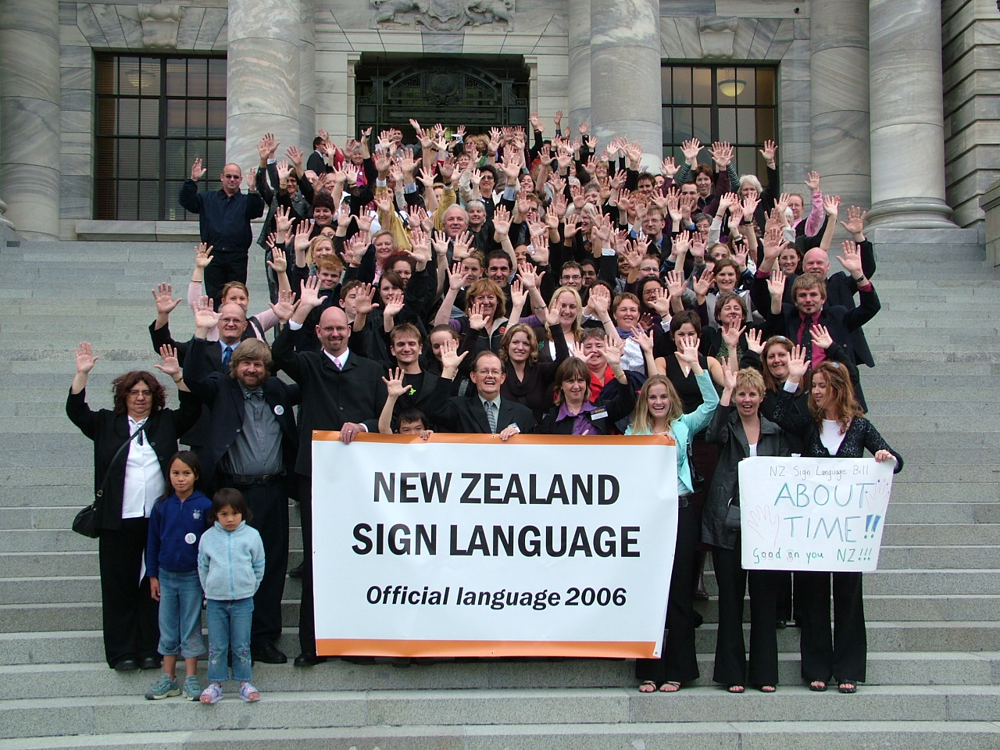 NEW ZEALAND
SIGN LANGUAGE
Official language 2006
NZ Sign Language Bill
ABOUT
TIME!!
Good on you NZ!!!